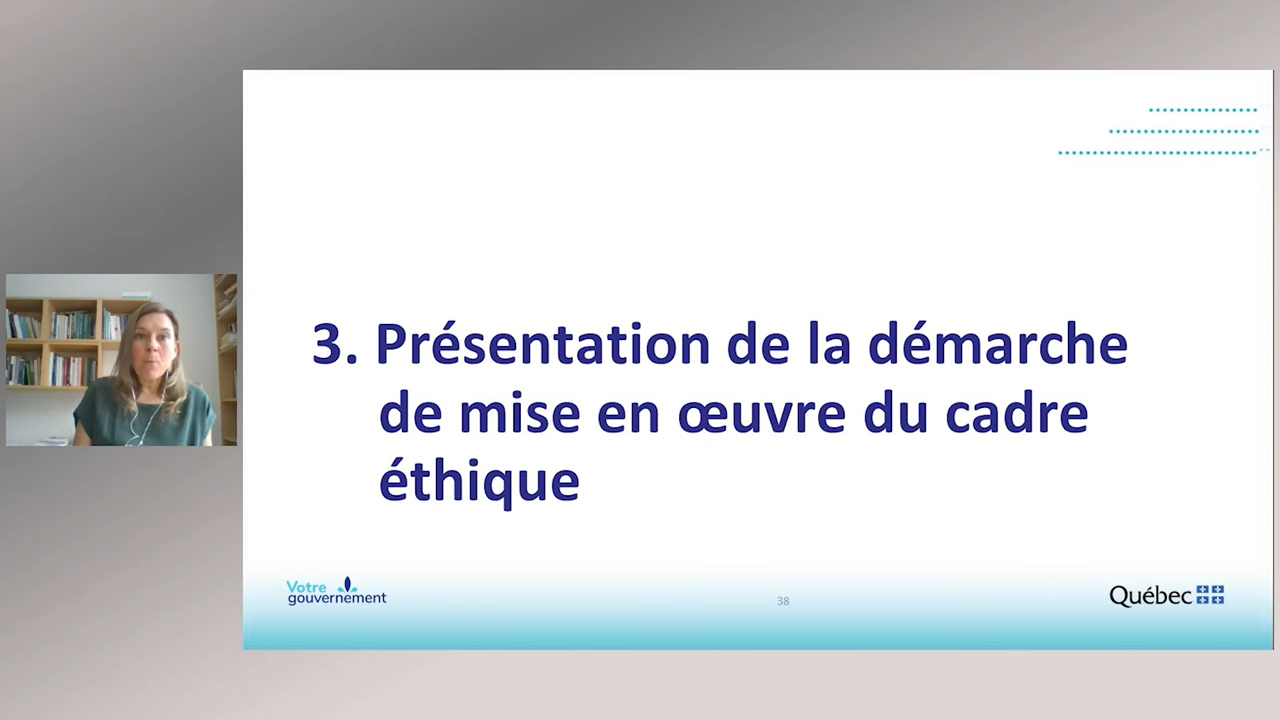 3. Présentation de la démarche
de mise en œuvre du cadre
éthique
Votre
gouvernement
38
Québec